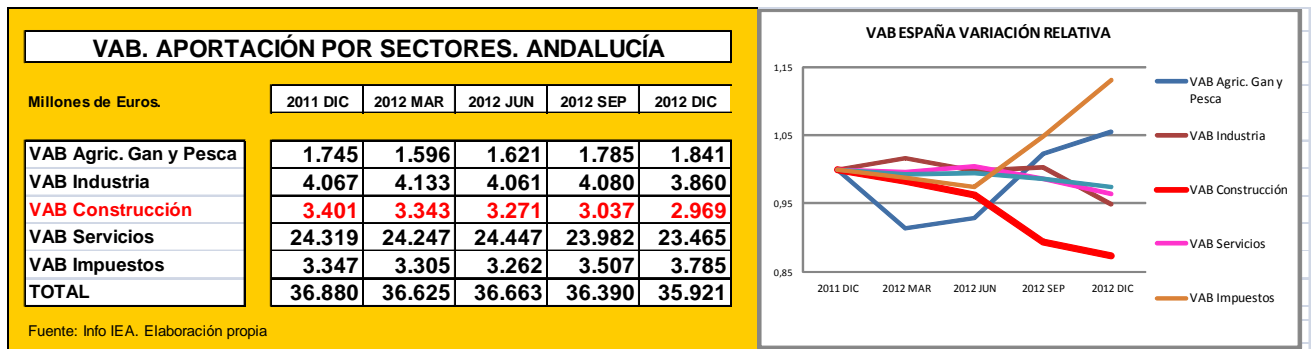 VAB. APORTACIÓN POR SECTORES. ANDALUCÍA
Millones de Euros. 2011 DIC 2012 MAR 2012 JUN 2012 SEP 2012 DIC
VAB Agric. Gan y Pesca 1.745 1.596 1.621 1.785 1.841
VAB Industria 4.067 4.133 4.061 4.080 3.860
VAB Construcción 3.401 3.343 3.271 3.037 2.969
VAB Servicios 24.319 24.247 24.447 23.982 23.465
VAB Impuestos 3.347 3.305 3.262 3.507 3.785
TOTAL 36.880 36.625 36.663 36.390 35.921
Fuente: Info IEA. Elaboración propia
VAB ESPAÑA VARIACIÓN RELATIVA
1,15
1,05
0,95
0,85
2011 DIC 2012 MAR 2012 JUN 2012 SEP 2012 DIC
VAB Agric. Gan y
Pesca
VAB Industria
VAB Construcción
VAB Servicios
VAB Impuestos